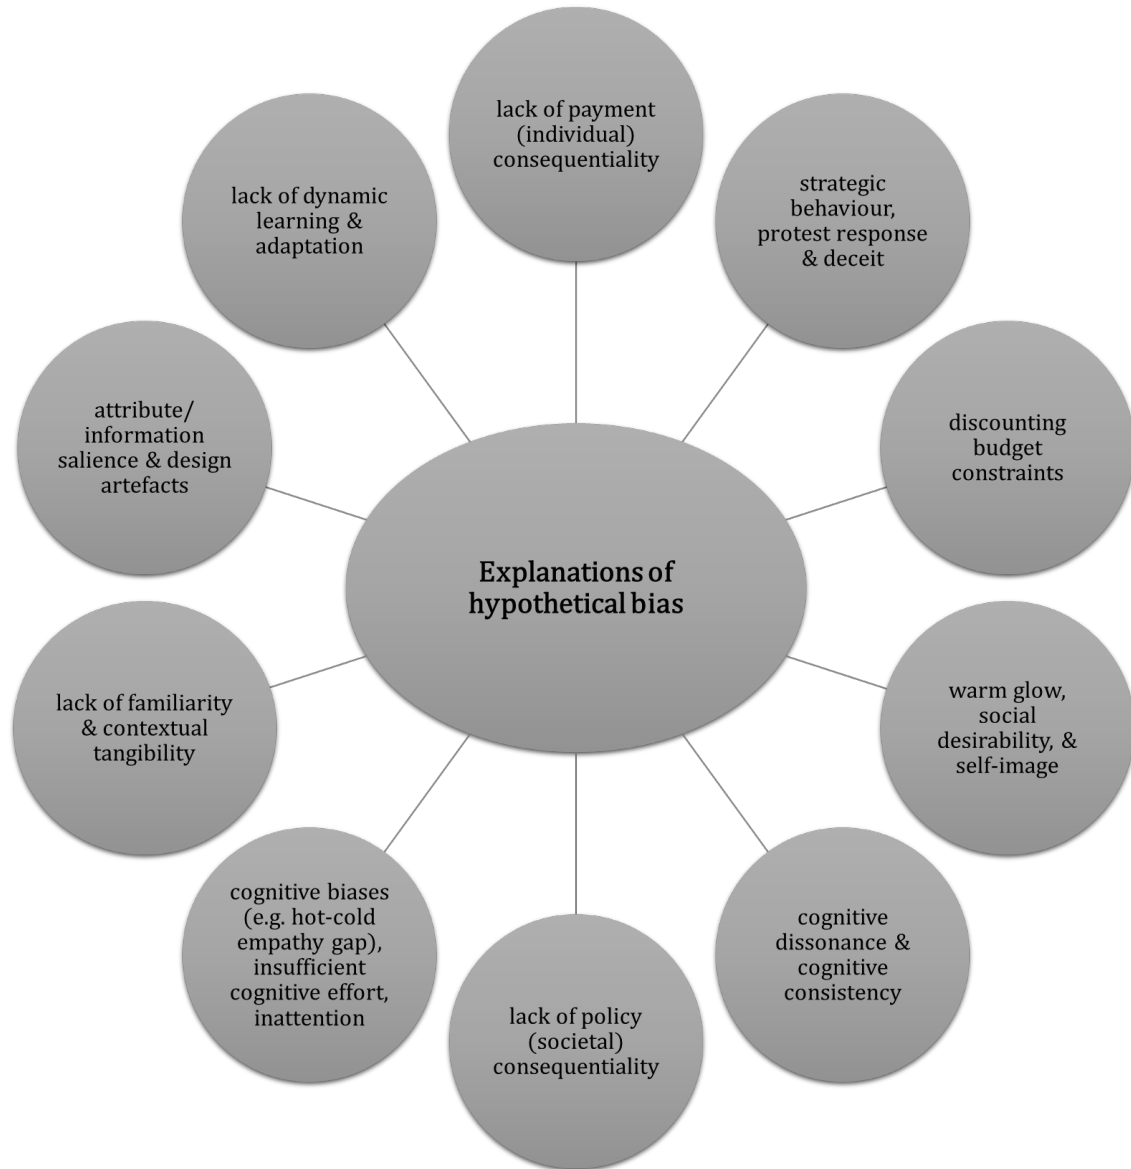 lack of payment
(individual)
consequentiality
strategic
behaviour,
protest response
& deceit
discounting
budget
constraints
warm glow,
social
desirability, &
self-image
cognitive
dissonance &
cognitive
consistency
lack of policy
(societal)
consequentiality
cognitive biases
(e.g. hot-cold
empathy gap),
insufficient
cognitive effort,
inattention
lack of familiarity
& contextual
tangibility
attribute/
information
salience & design
artefacts
lack of dynamic
learning &
adaptation
Explanations of
hypothetical bias